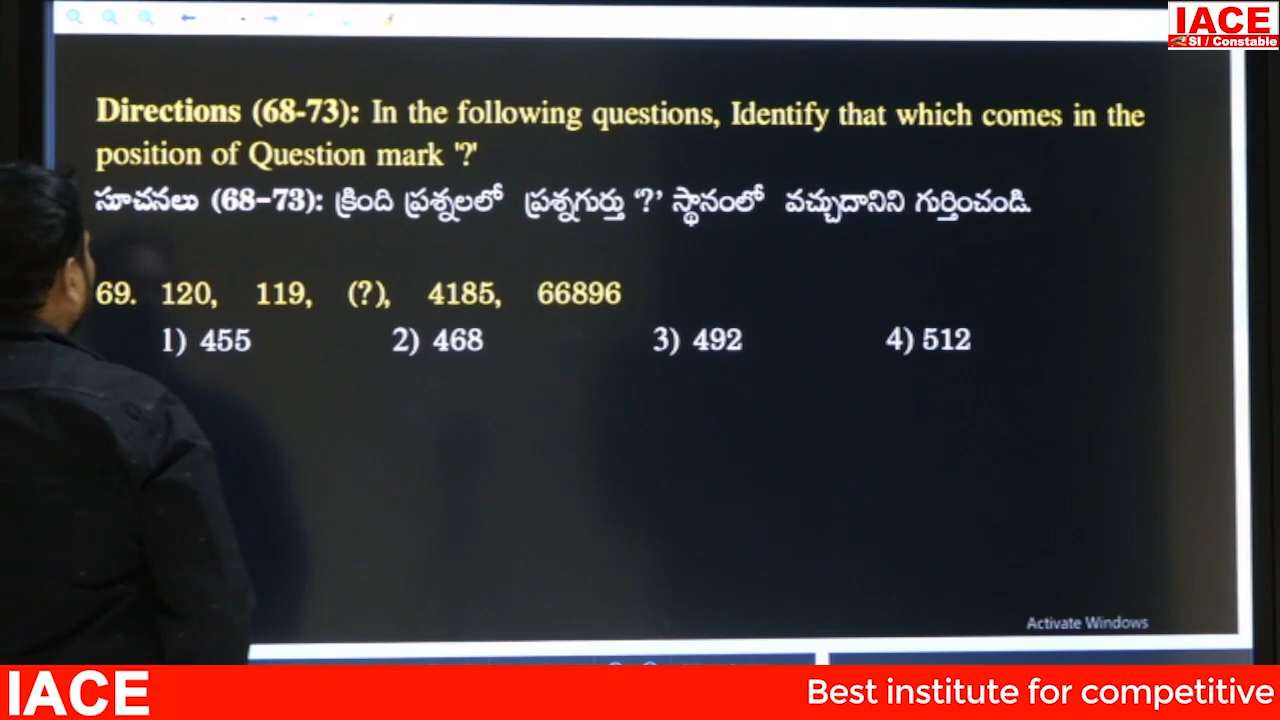 IACE
SI / Constable
Directions (68-73): In the following questions, Identify that which comes in the
position of Question mark '?'
సూచనలు (68-73): క్రింది ప్రశ్నలలో ప్రశ్నగుర్తు ‘?’ స్థానంలో వచ్చుదానిని గుర్తించండి.
69. 120, 119, (?), 4185, 66896
1) 455 2) 468 3) 492 4) 512
Activate Windows
IACE Best institute for competitive